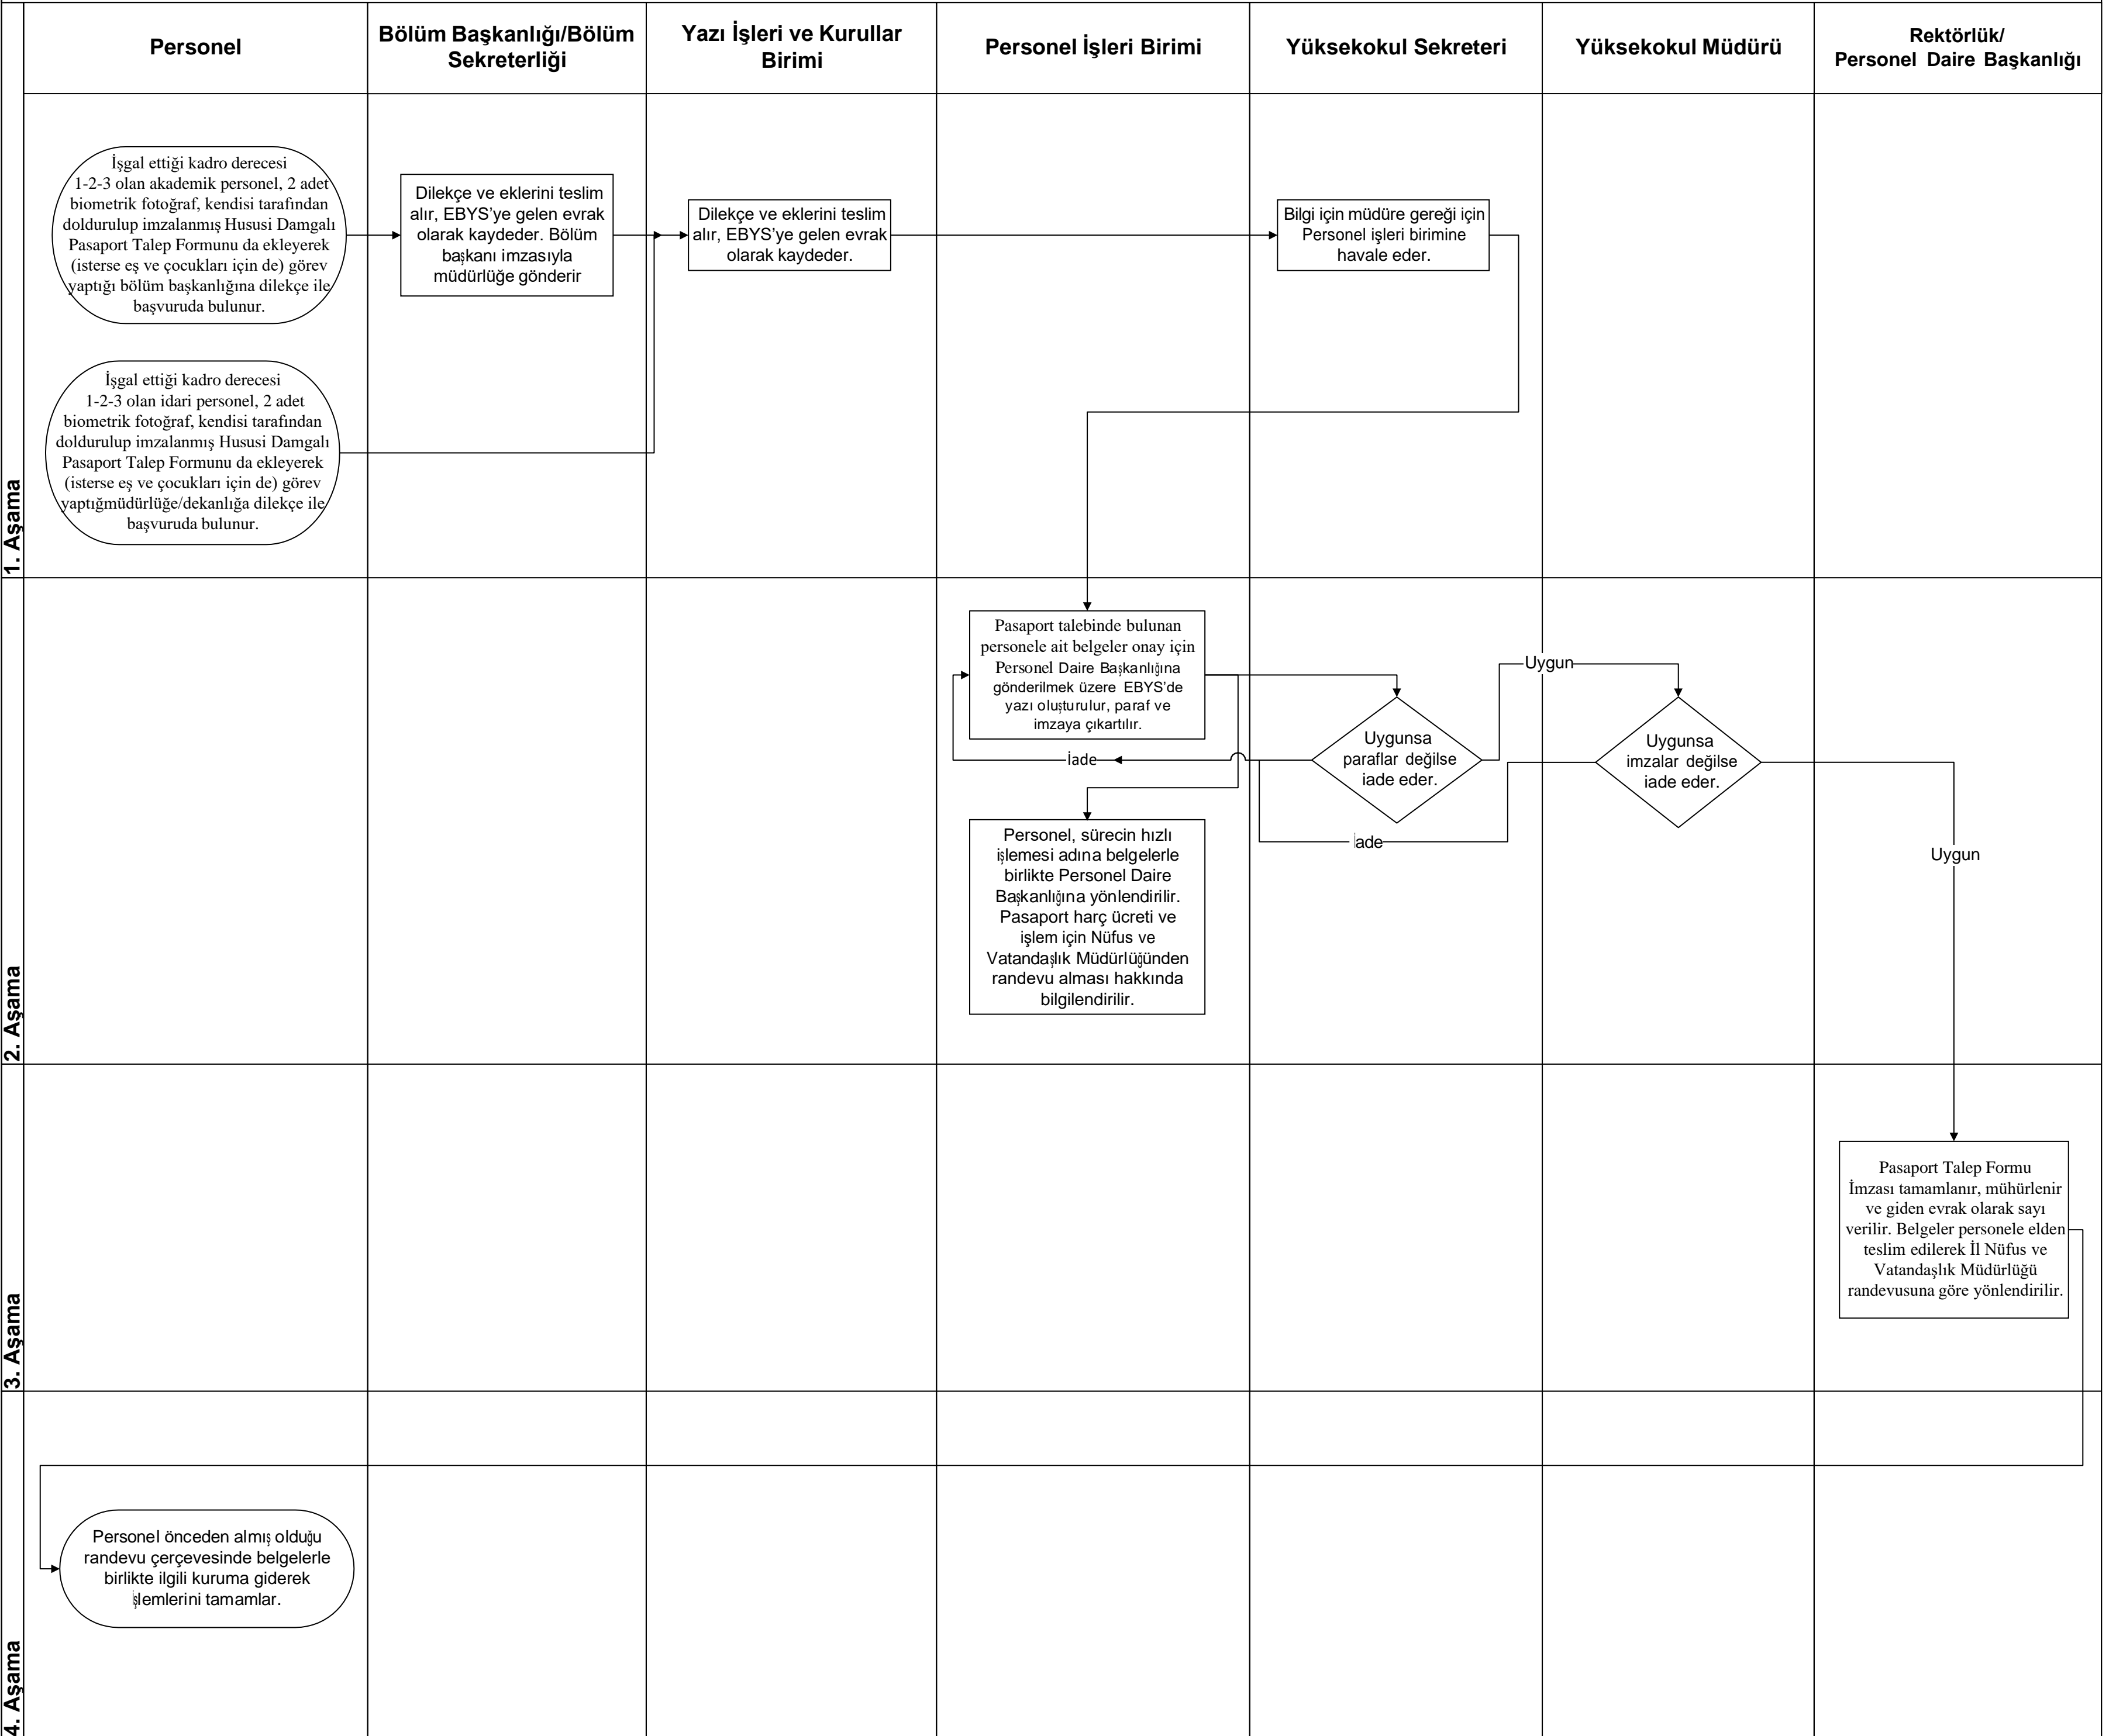 Personel
Bölüm Başkanlığı/Bölüm
Sekreterliği
Yazı İşleri ve Kurullar
Birimi
Personel İşleri Birimi
Yüksekokul Sekreteri
Yüksekokul Müdürü
Rektörlük/
Personel Daire Başkanlığı
1. Aşama
İşgal ettiği kadro derecesi
1-2-3 olan akademik personel, 2 adet
biometrik fotoğraf, kendisi tarafından
doldurulup imzalanmış Hususi Damgalı
Pasaport Talep Formunu da ekleyerek
(isterse eş ve çocukları için de) görev
yaptığı bölüm başkanlığına dilekçe ile
başvuruda bulunur.
Dilekçe ve eklerini teslim
alır, EBYS’ye gelen evrak
olarak kaydeder. Bölüm
başkanı imzasıyla
müdürlüğe gönderir
Dilekçe ve eklerini teslim
alır, EBYS’ye gelen evrak
olarak kaydeder.
Bilgi için müdüre gereği için
Personel işleri birimine
havale eder.
İşgal ettiği kadro derecesi
1-2-3 olan idari personel, 2 adet
biometrik fotoğraf, kendisi tarafından
doldurulup imzalanmış Hususi Damgalı
Pasaport Talep Formunu da ekleyerek
(isterse eş ve çocukları için de) görev
yaptığmüdürlüğe/dekanlığa dilekçe ile
başvuruda bulunur.
2. Aşama
Pasaport talebinde bulunan
personele ait belgeler onay için
Personel Daire Başkanlığına
gönderilmek üzere EBYS’de
yazı oluşturulur, paraf ve
imzaya çıkartılır.
Uygun
Uygunsa
paraflar değilse
iade eder.
Uygunsa
imzalar değilse
iade eder.
İade
İade
Uygun
Personel, sürecin hızlı
işlemesi adına belgelerle
birlikte Personel Daire
Başkanlığına yönlendirilir.
Pasaport harç ücreti ve
işlem için Nüfus ve
Vatandaşlık Müdürlüğünden
randevu alması hakkında
bilgilendirilir.
3. Aşama
Pasaport Talep Formu
İmzası tamamlanır, mühürlenir
ve giden evrak olarak sayı
verilir. Belgeler personele elden
teslim edilerek İl Nüfus ve
Vatandaşlık Müdürlüğü
randevusuna göre yönlendirilir.
4. Aşama
Personel önceden almış olduğu
randevu çerçevesinde belgelerle
birlikte ilgili kuruma giderek
işlemlerini tamamlar.